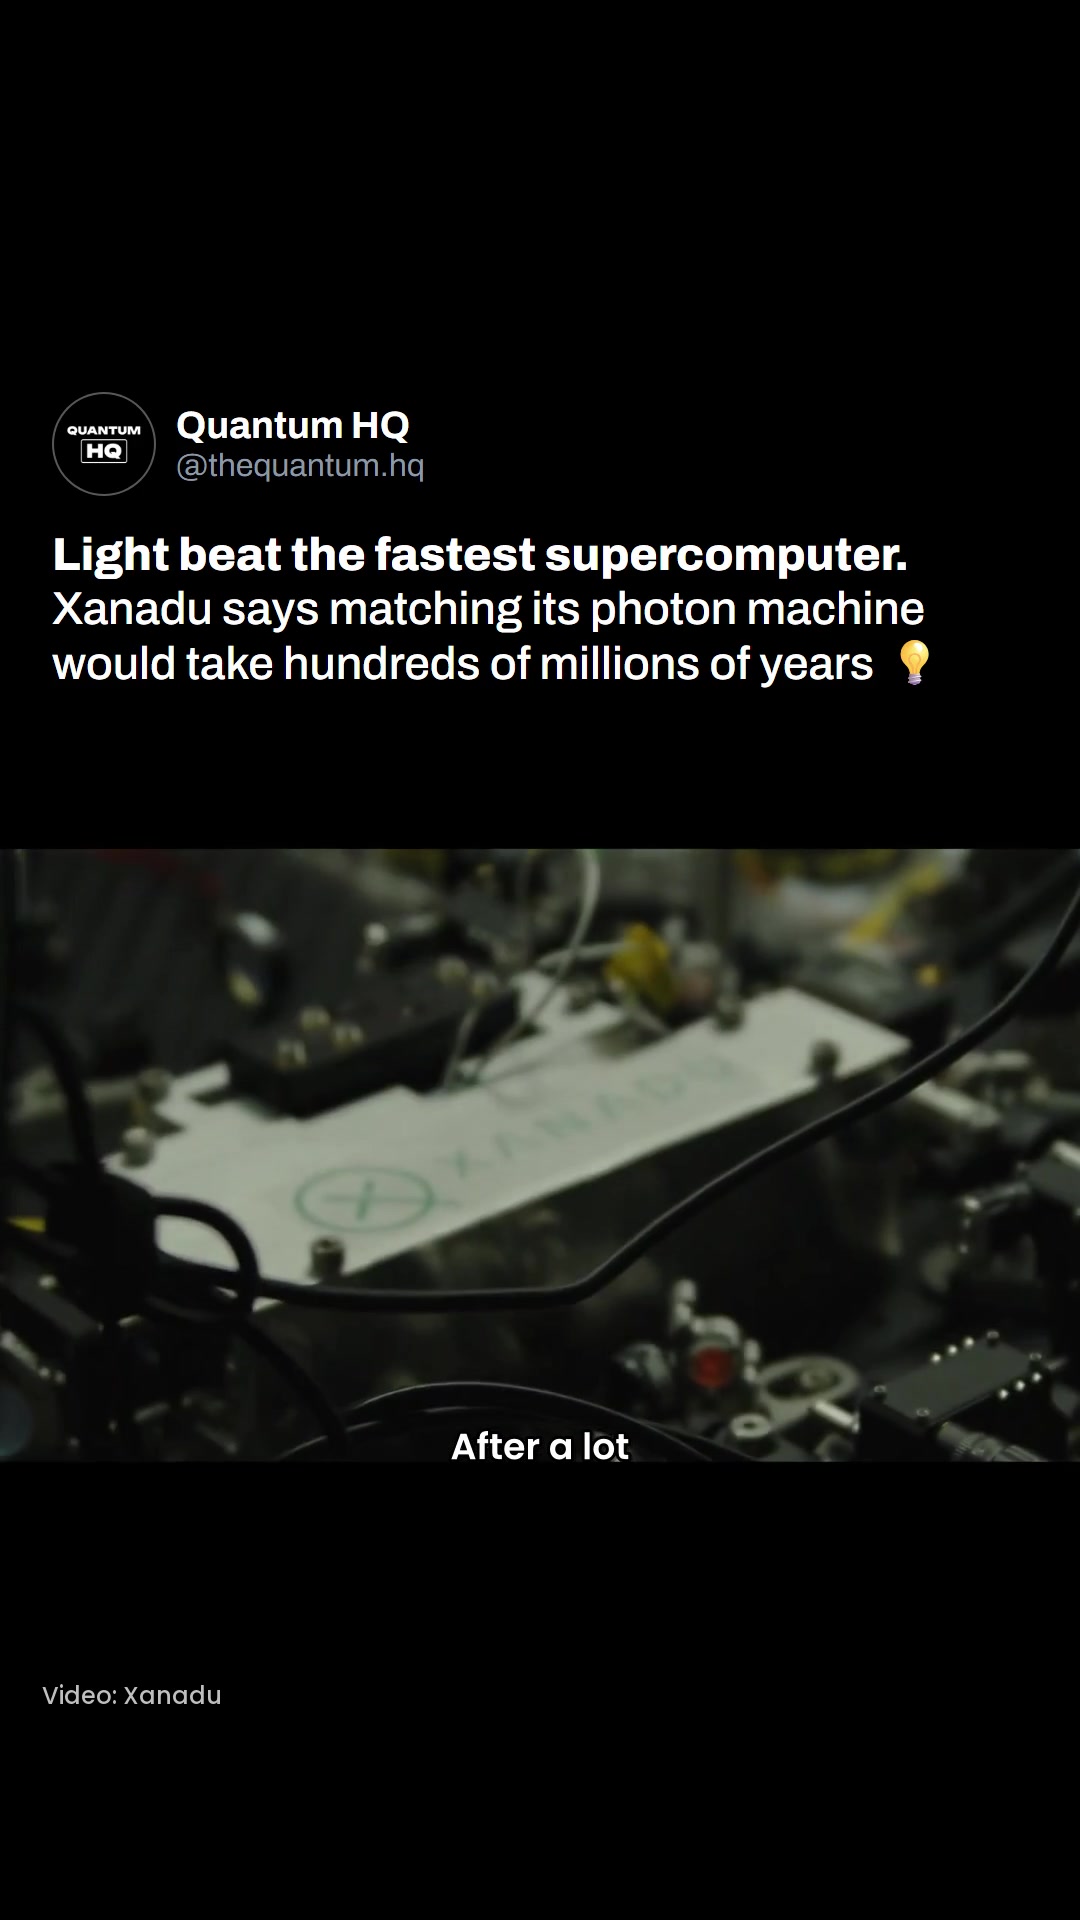 QUANTUM
HQ
Quantum HQ
@thequantum.hq
Light beat the fastest supercomputer.
Xanadu says matching its photon machine
would take hundreds of millions of years 💡
XANADU
X
After a lot
Video: Xanadu